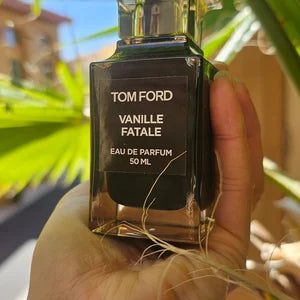 TOM FORD
VANILLE
FATALE
EAU DE PARFUM
50 ML